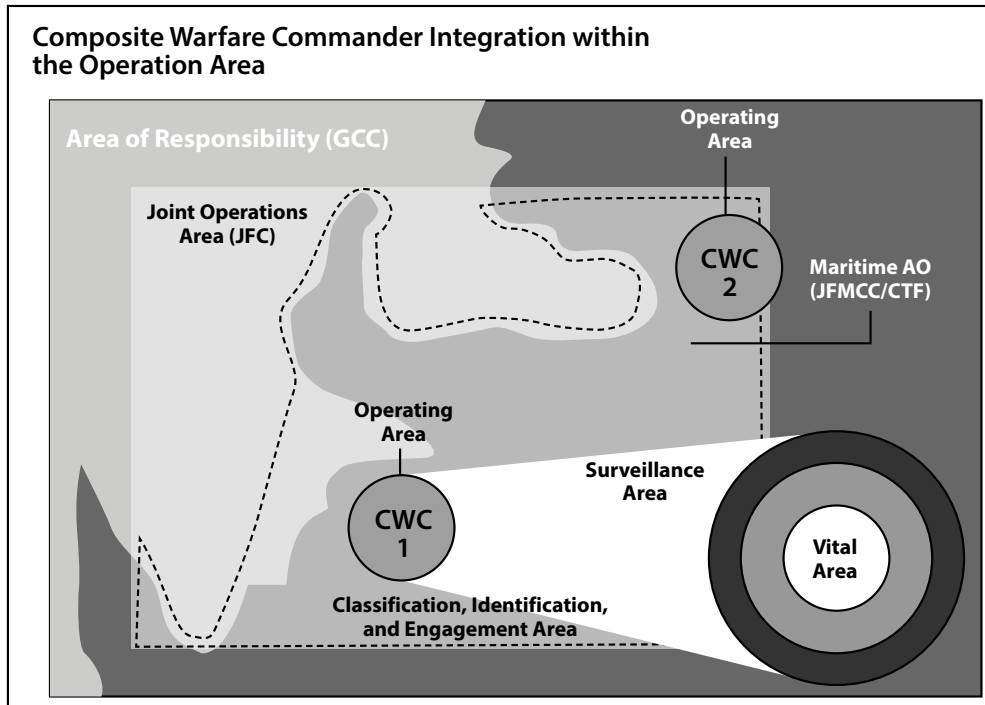 Composite Warfare Commander Integration within
the Operation Area
Area of Responsibility (GCC)
Operating
Area
Joint Operations
Area (JFC)
CWC
2
Maritime AO
(JFMCC/CTF)
Operating
Area
Surveillance
Area
CWC
1
Vital
Area
Classification, Identification,
and Engagement Area